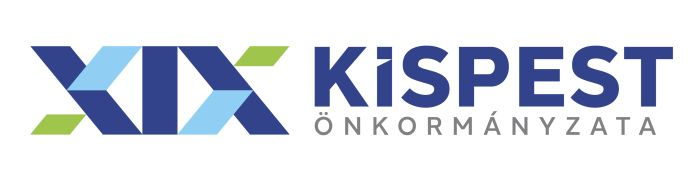 XIX
KiSPEST
ÖNKORMÁNYZATA